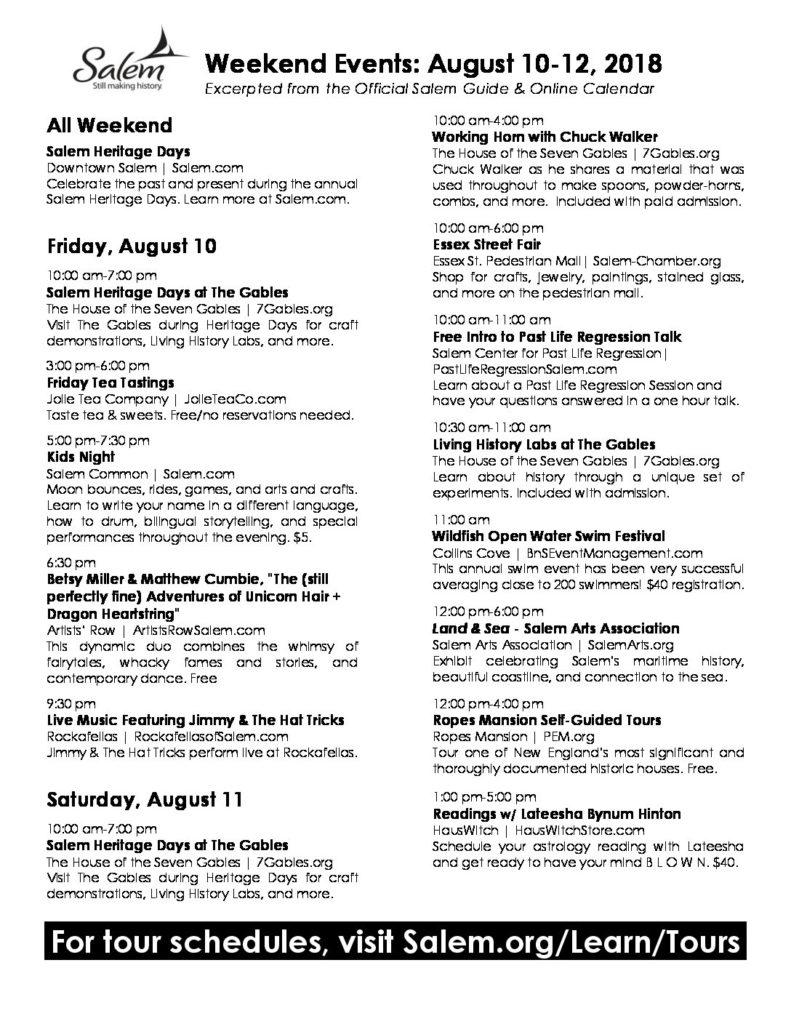 Salem
Still making history.
Weekend Events: August 10-12, 2018
Excerpted from the Official Salem Guide & Online Calendar
All Weekend
Salem Heritage Days
Downtown Salem | Salem.com
Celebrate the past and present during the annual
Salem Heritage Days. Learn more at Salem.com.
Friday, August 10
10:00 am-7:00 pm
Salem Heritage Days at The Gables
The House of the Seven Gables | 7Gables.org
Visit The Gables during Heritage Days for craft
demonstrations, Living History Labs, and more.
3:00 pm-6:00 pm
Friday Tea Tastings
Jolie Tea Company | JolieTeaCo.com
Taste tea & sweets. Free/no reservations needed.
5:00 pm-7:30 pm
Kids Night
Salem Common | Salem.com
Moon bounces, rides, games, and arts and crafts.
Learn to write your name in a different language,
how to drum, bilingual storytelling, and special
performances throughout the evening. $5.
6:30 pm
Betsy Miller & Matthew Cumbie, "The (still
perfectly fine) Adventures of Unicorn Hair +
Dragon Heartstring"
Artists' Row | ArtistsRowSalem.com
This dynamic duo combines the whimsy of
fairytales, whacky fames and stories, and
contemporary dance. Free
9:30 pm
Live Music Featuring Jimmy & The Hat Tricks
Rockafellas | RockafellasofSalem.com
Jimmy & The Hat Tricks perform live at Rockafellas.
Saturday, August 11
10:00 am-7:00 pm
Salem Heritage Days at The Gables
The House of the Seven Gables | 7Gables.org
Visit The Gables during Heritage Days for craft
demonstrations, Living History Labs, and more.
10:00 am-4:00 pm
Working Horn with Chuck Walker
The House of the Seven Gables | 7Gables.org
Chuck Walker as he shares a material that was
used throughout to make spoons, powder-horns,
combs, and more. Included with paid admission.
10:00 am-6:00 pm
Essex Street Fair
Essex St. Pedestrian Mall| Salem-Chamber.org
Shop for crafts, jewelry, paintings, stained glass,
and more on the pedestrian mall.
10:00 am-11:00 am
Free Intro to Past Life Regression Talk
Salem Center for Past Life Regression|
PastLifeRegressionSalem.com
Learn about a Past Life Regression Session and
have your questions answered in a one hour talk.
10:30 am-11:00 am
Living History Labs at The Gables
The House of the Seven Gables | 7Gables.org
Learn about history through a unique set of
experiments. Included with admission.
11:00 am
Wildfish Open Water Swim Festival
Collins Cove | BnSEventManagement.com
This annual swim event has been very successful
averaging close to 200 swimmers! $40 registration.
12:00 pm-6:00 pm
Land & Sea - Salem Arts Association
Salem Arts Association | SalemArts.org
Exhibit celebrating Salem's maritime history,
beautiful coastline, and connection to the sea.
12:00 pm-4:00 pm
Ropes Mansion Self-Guided Tours
Ropes Mansion | PEM.org
Tour one of New England's most significant and
thoroughly documented historic houses. Free.
1:00 pm-5:00 pm
Readings w/ Lateesha Bynum Hinton
HausWitch | HausWitchStore.com
Schedule your astrology reading with Lateesha
and get ready to have your mind B L O W N. $40.
For tour schedules, visit Salem.org/Learn/Tours